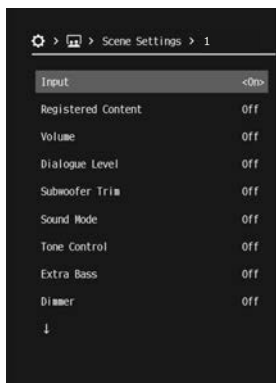 > > Scene Settings > 1
Input <On>
Registered Content Off
Volume Off
Dialogue Level Off
Subwoofer Trim Off
Sound Mode Off
Tone Control Off
Extra Bass Off
Dimmer Off
↓